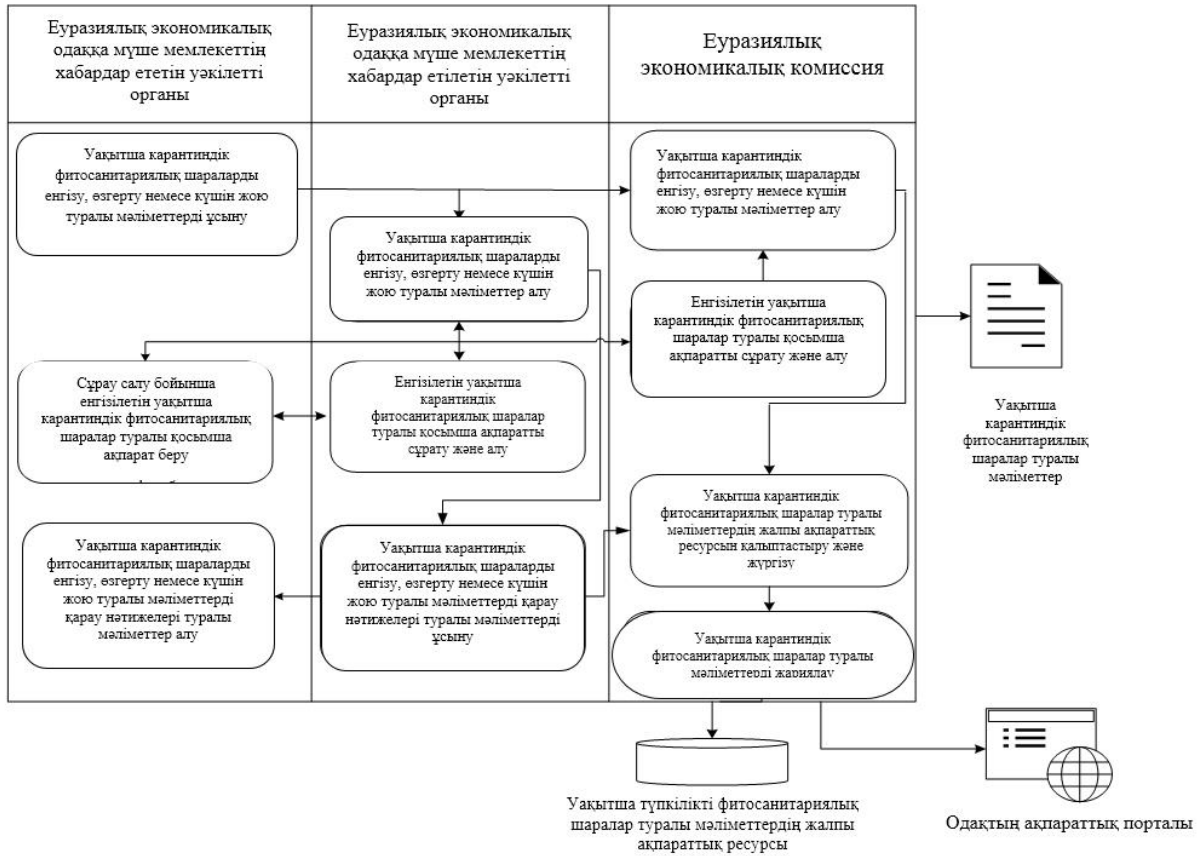 Еуразиялық экономикалық
одаққа мүше мемлекеттің
хабардар ететін уәкілетті
органы
Еуразиялық экономикалық
одаққа мүше мемлекеттің
хабардар етілетін уәкілетті
органы
Еуразиялық
экономикалық комиссия
Уақытша карантиндік
фитосанитариялық шараларды
енгізу, өзгерту немесе күшін жою
туралы мәліметтерді ұсыну
Уақытша карантиндік
фитосанитариялық шараларды
енгізу, өзгерту немесе күшін
жою туралы мәліметтер алу
Уақытша карантиндік
фитосанитариялық шараларды
енгізу, өзгерту немесе күшін
жою туралы мәліметтер алу
Енгізілетін уақытша
карантиндік фитосанитариялық
шаралар туралы қосымша
ақпаратты сұрату және алу
Сұрау салу бойынша
енгізілетін уақытша
карантиндік фитосанитариялық
шаралар туралы қосымша
ақпарат беру
Енгізілетін уақытша
карантиндік
фитосанитариялық шаралар
туралы қосымша ақпаратты
сұрату және алу
Уақытша
карантиндік
фитосанитариялық
шаралар туралы
мәліметтер
Уақытша карантиндік
фитосанитариялық шаралар туралы
мәліметтердің жалпы ақпараттық
ресурсын қалыптастыру және
жүргізу
Уақытша карантиндік
фитосанитариялық шараларды
енгізу, өзгерту немесе күшін
жою туралы мәліметтерді
қарау нәтижелері туралы
мәліметтер алу
Уақытша карантиндік
фитосанитариялық шараларды
енгізу, өзгерту немесе күшін
жою туралы мәліметтерді қарау
нәтижелері туралы мәліметтерді
ұсыну
Уақытша карантиндік
фитосанитариялық шаралар туралы
мәліметтерді жариялау
Уақытша түпкілікті фитосанитариялық
шаралар туралы мәліметтердің жалпы
ақпараттық ресурсы
Одақтың ақпараттық порталы